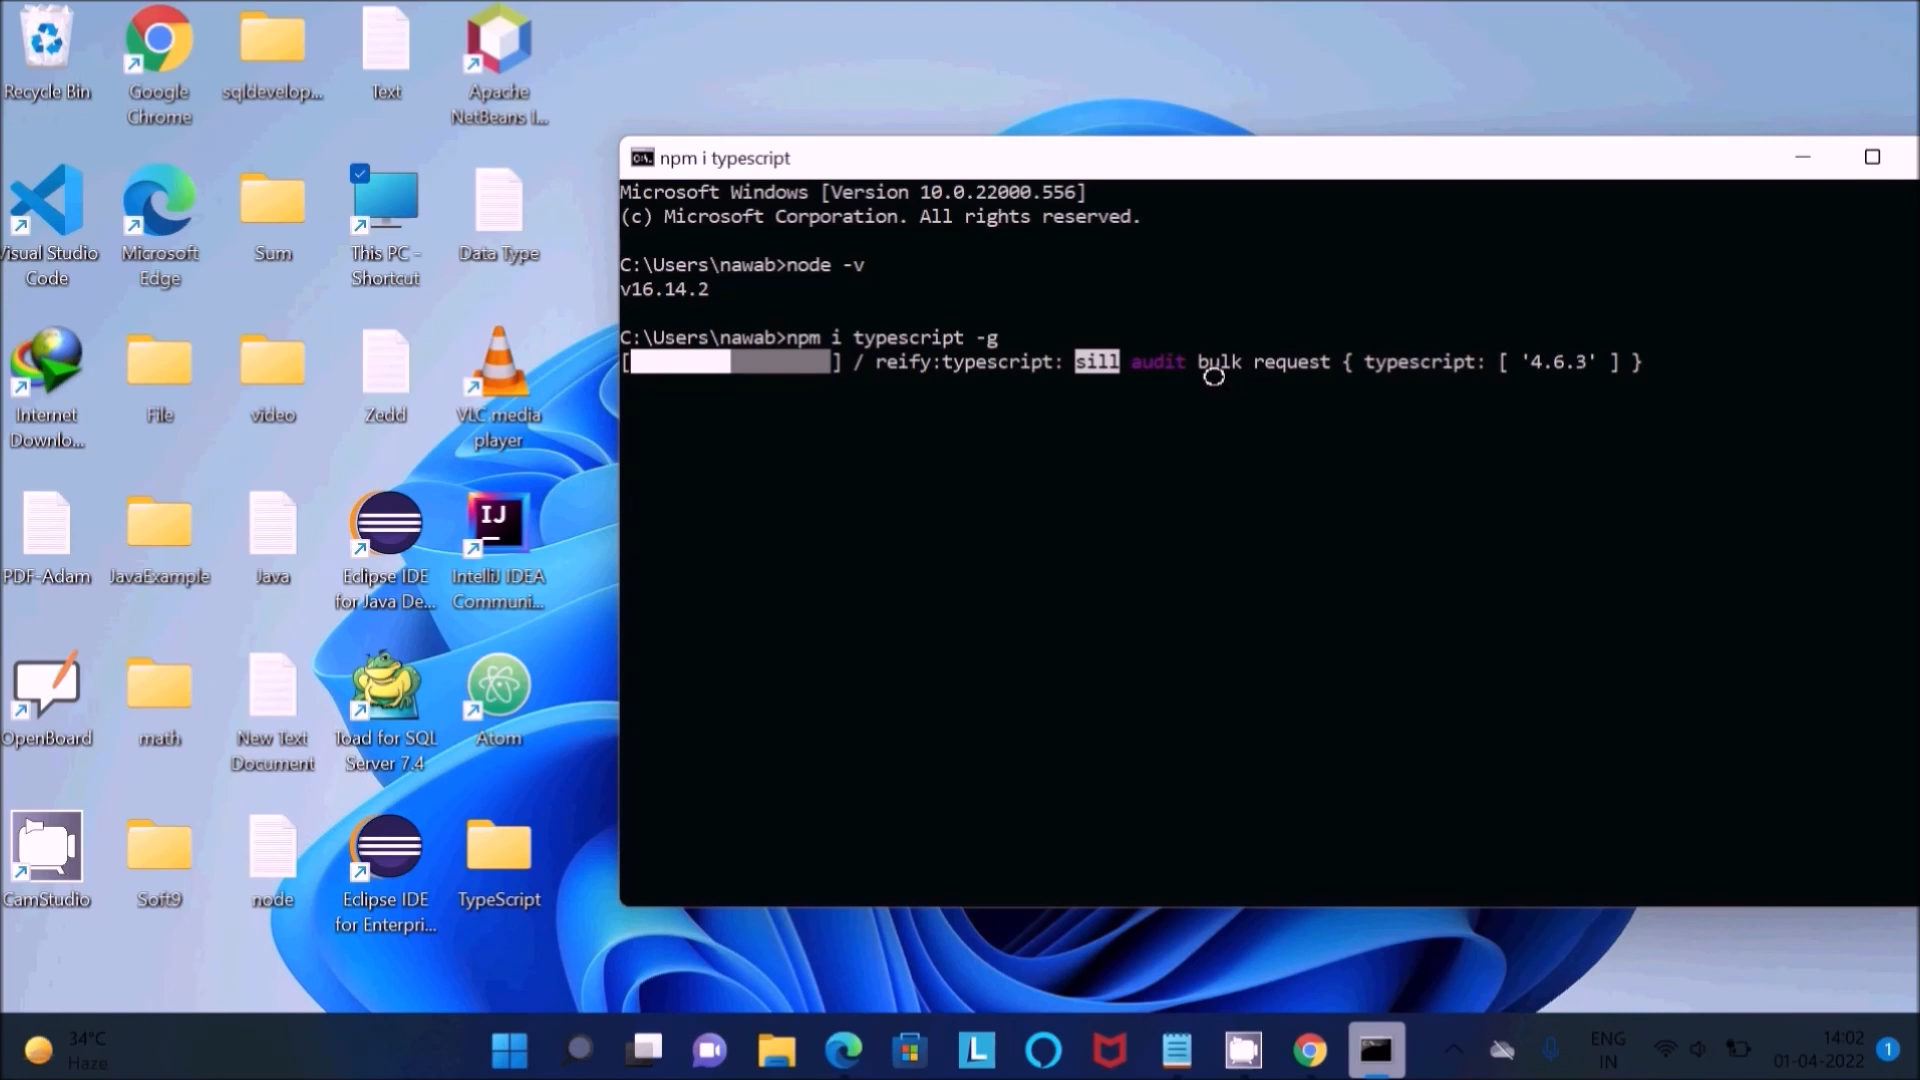 Recycle Bin
Google
Chrome
sqldevelop...
Text
Apache
NetBeans I...
Visual Studio
Code
Microsoft
Edge
Sum
This PC -
Shortcut
Data Type
Internet
Downlo...
File
video
Zedd
VLC media
player
PDF-Adam
JavaExample
Java
Eclipse IDE
for Java De...
IJ
IntelliJ IDEA
Communi...
OpenBoard
math
New Text
Document
Toad for SQL
Server 7.4
Atom
CamStudio
Soft9
node
Eclipse IDE
for Enterpri...
TypeScript
npm i typescript
Microsoft Windows [Version 10.0.22000.556]
(c) Microsoft Corporation. All rights reserved.
C:\Users\nawab>node -v
v16.14.2
C:\Users\nawab>npm i typescript -g
[ ] / reify:typescript: sill audit bulk request { typescript: [ '4.6.3' ] }
34°C
Haze
L
ENG
IN
14:02
01-04-2022
1